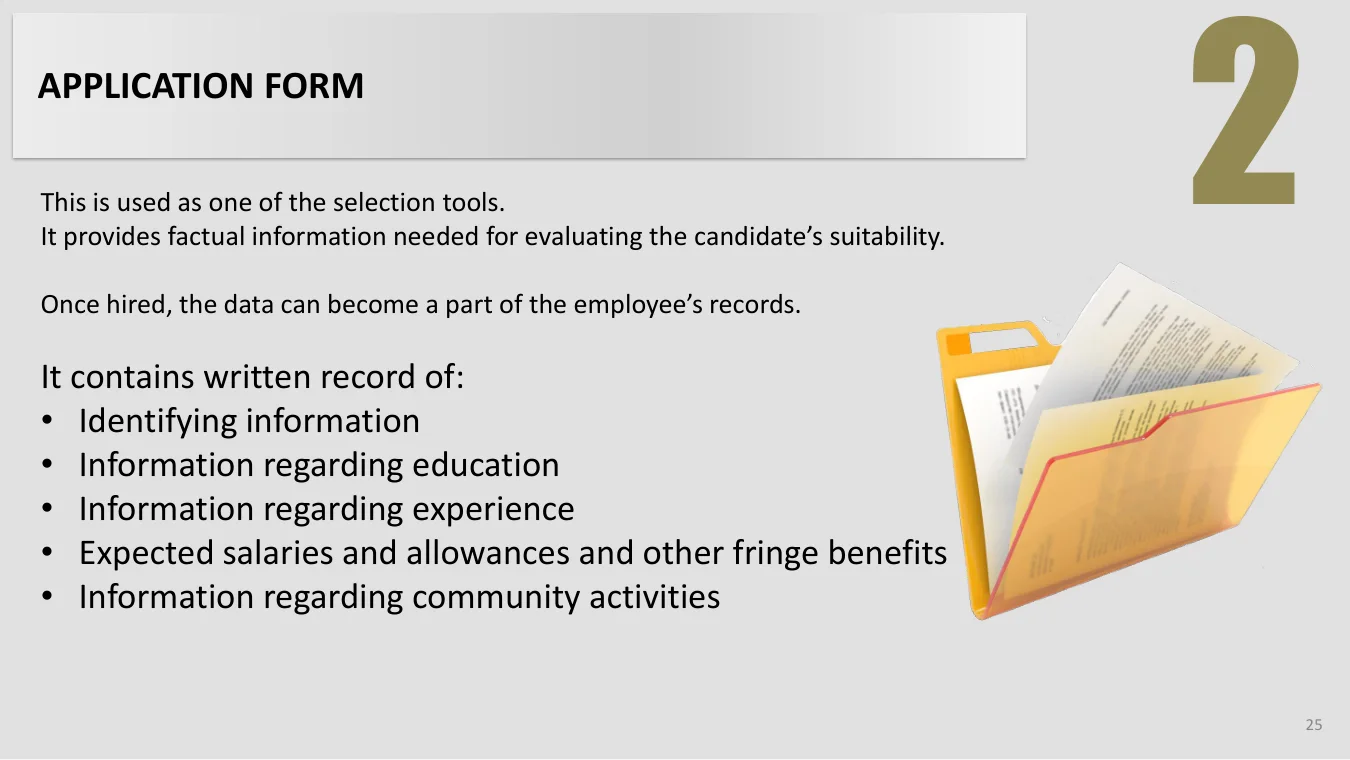 APPLICATION FORM
2
This is used as one of the selection tools.
It provides factual information needed for evaluating the candidate’s suitability.
Once hired, the data can become a part of the employee’s records.
It contains written record of:
• Identifying information
• Information regarding education
• Information regarding experience
• Expected salaries and allowances and other fringe benefits
• Information regarding community activities
25